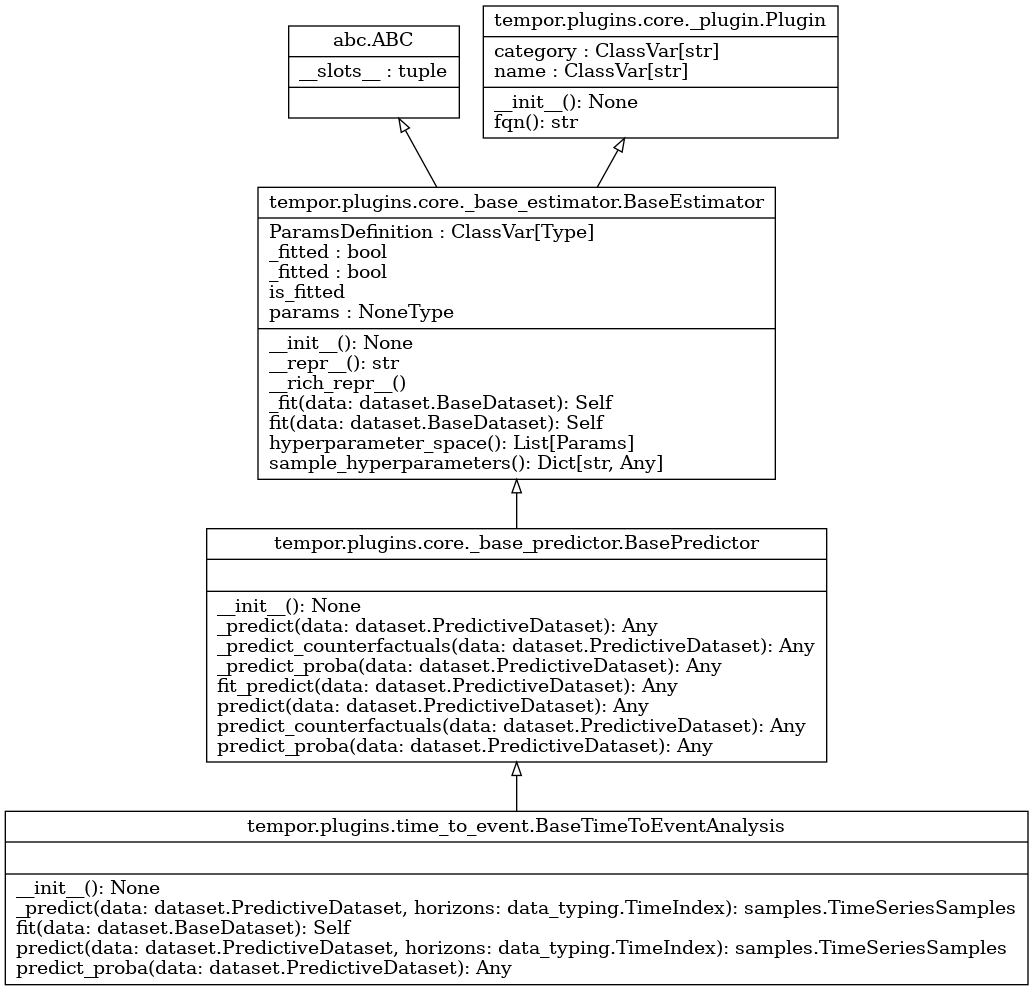 abc.ABC
__slots__ : tuple
tempor.plugins.core._plugin.Plugin
category : ClassVar[str]
name : ClassVar[str]
__init__(): None
fqn(): str
tempor.plugins.core._base_estimator.BaseEstimator
ParamsDefinition : ClassVar[Type]
_fitted : bool
_fitted : bool
is_fitted
params : NoneType
__init__(): None
__repr__(): str
__rich_repr__()
_fit(data: dataset.BaseDataset): Self
fit(data: dataset.BaseDataset): Self
hyperparameter_space(): List[Params]
sample_hyperparameters(): Dict[str, Any]
tempor.plugins.core._base_predictor.BasePredictor
__init__(): None
_predict(data: dataset.PredictiveDataset): Any
_predict_counterfactuals(data: dataset.PredictiveDataset): Any
_predict_proba(data: dataset.PredictiveDataset): Any
fit_predict(data: dataset.PredictiveDataset): Any
predict(data: dataset.PredictiveDataset): Any
predict_counterfactuals(data: dataset.PredictiveDataset): Any
predict_proba(data: dataset.PredictiveDataset): Any
tempor.plugins.time_to_event.BaseTimeToEventAnalysis
__init__(): None
_predict(data: dataset.PredictiveDataset, horizons: data_typing.TimeIndex): samples.TimeSeriesSamples
fit(data: dataset.BaseDataset): Self
predict(data: dataset.PredictiveDataset, horizons: data_typing.TimeIndex): samples.TimeSeriesSamples
predict_proba(data: dataset.PredictiveDataset): Any